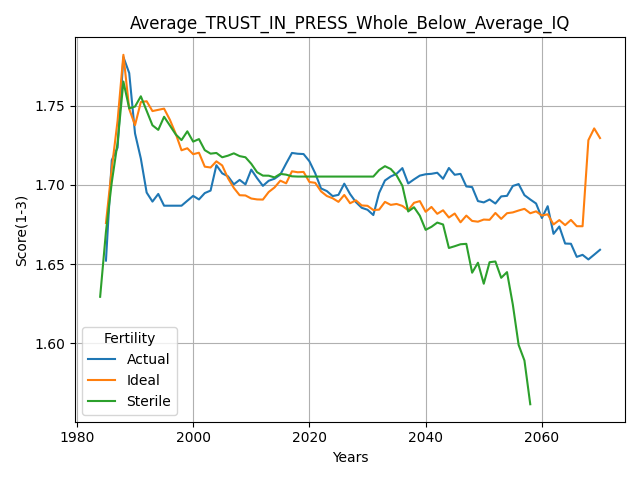 Average_TRUST_IN_PRESS_Whole_Below_Average_IQ
Score(1-3)
1.75
1.70
1.65
1.60
Fertility
Actual
Ideal
Sterile
1980 2000 2020 2040 2060
Years